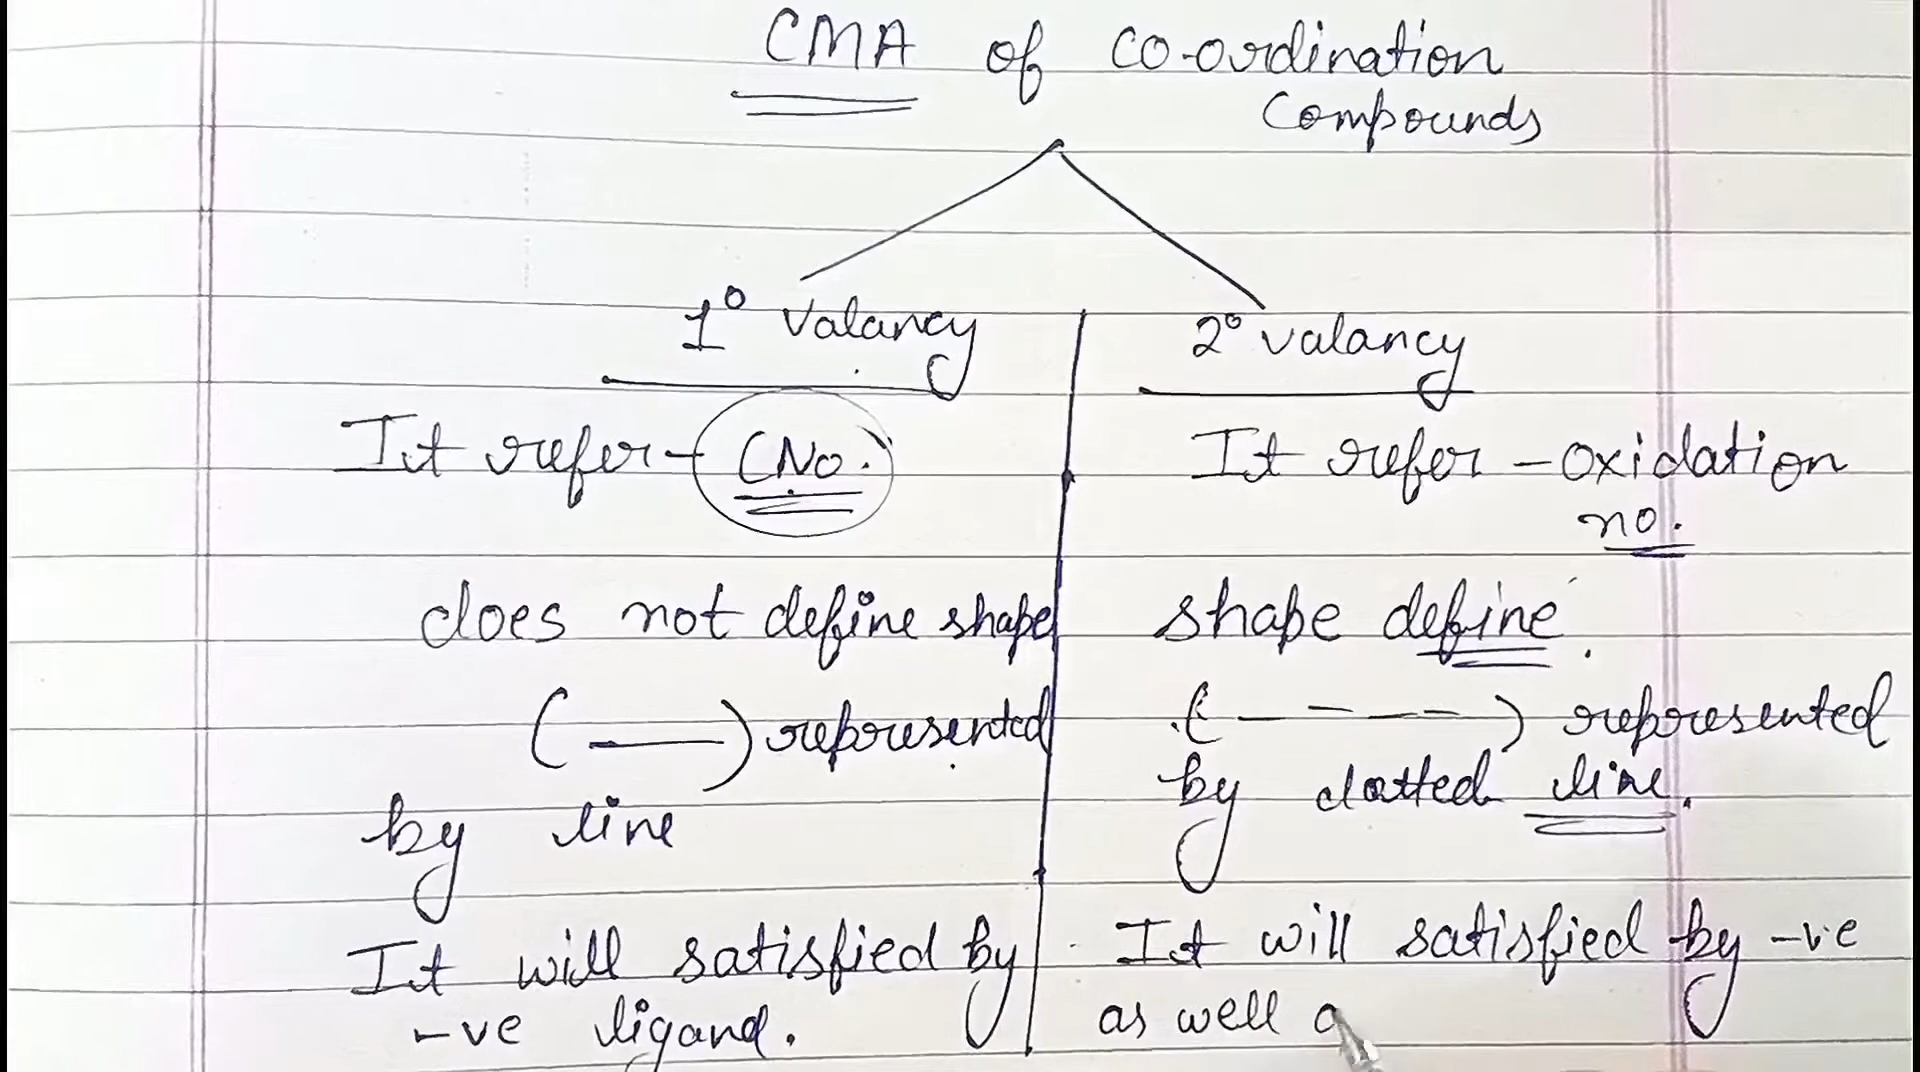 CMA of co-ordination
Compounds
1° Valancy
It refer - (No.)
does not define shape
( — ) represented
by line
It will satisfied by
-ve ligand.
2° valancy
It refer - oxidation
no.
shape define.
( - - - - ) represented
by dotted line.
It will satisfied by -ve
as well a